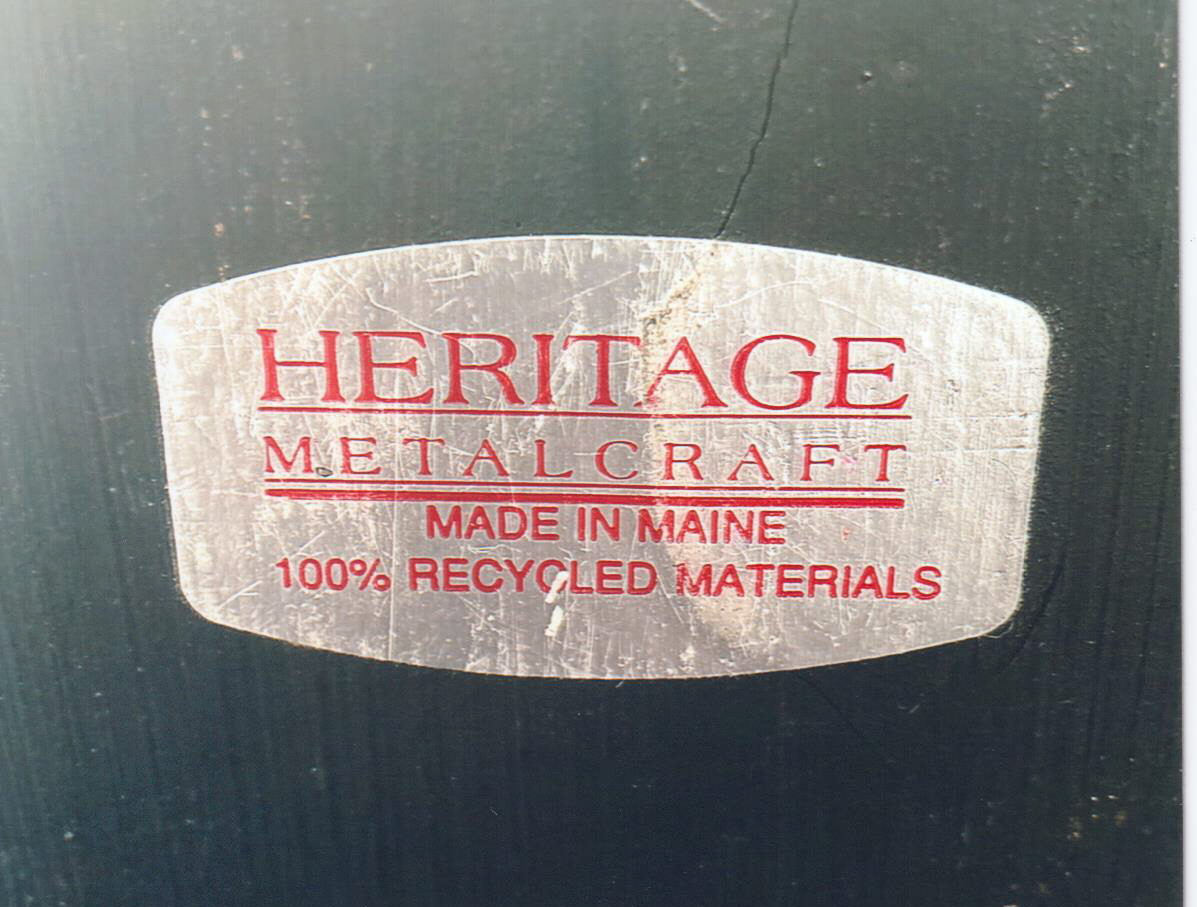 HERITAGE
METALCRAFT
MADE IN MAINE
100% RECYCLED MATERIALS